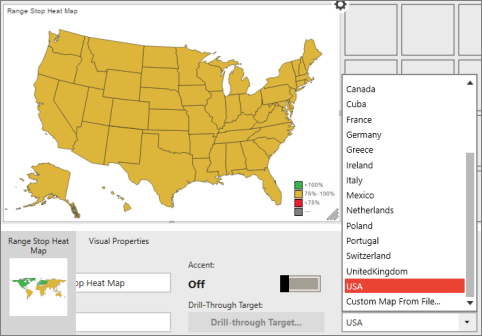 Range Stop Heat Map
>100%
75%-100%
<75%
—
Canada
Cuba
France
Germany
Greece
Ireland
Italy
Mexico
Netherlands
Poland
Portugal
Switzerland
UnitedKingdom
USA
Custom Map From File...
USA
Range Stop Heat
Map
Visual Properties
op Heat Map
Accent:
Off
Drill-Through Target:
Drill-through Target...